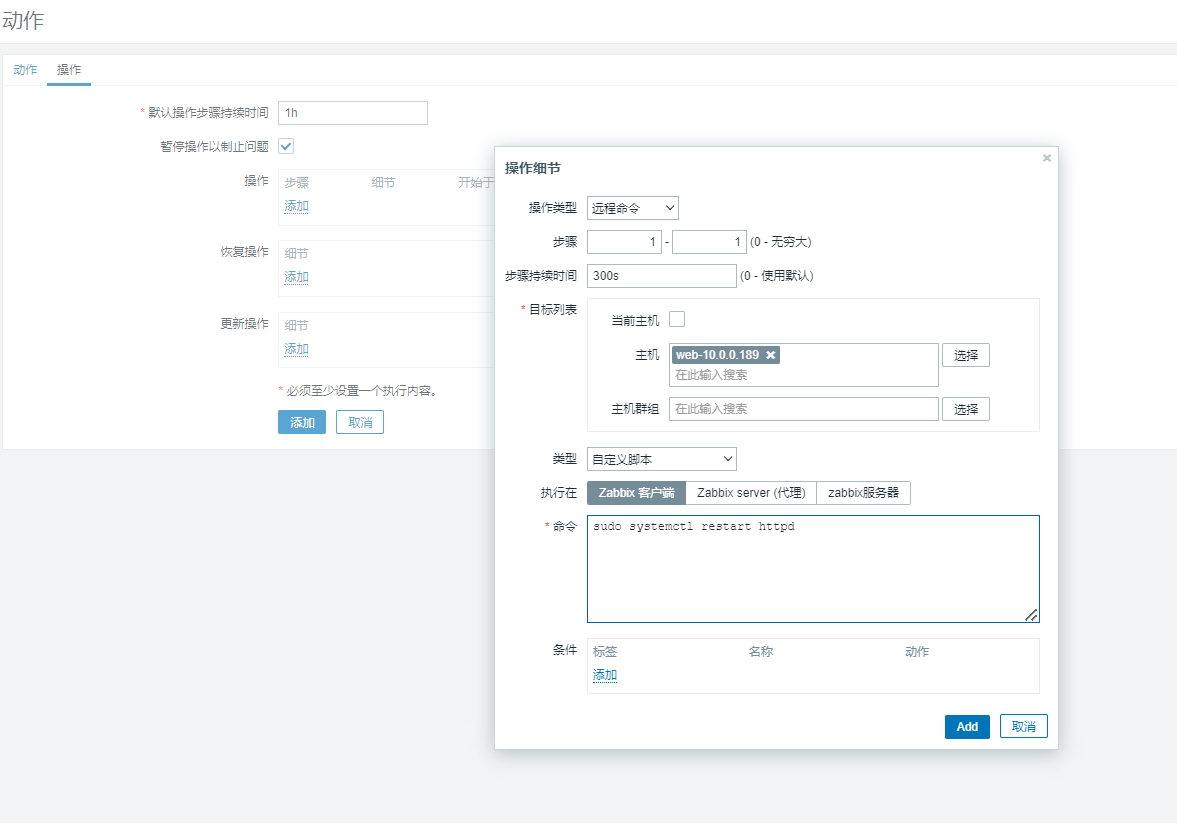 动作
动作 操作
* 默认操作步骤持续时间 1h
暂停操作以制止问题
操作 步骤 细节 开始于
添加
恢复操作 细节
添加
更新操作 细节
添加
* 必须至少设置一个执行内容。
添加 取消
操作细节
操作类型 远程命令
步骤 1 - 1 (0 - 无穷大)
步骤持续时间 300s (0 - 使用默认)
* 目标列表
当前主机
主机 web-10.0.0.189 选择
在此输入搜索
主机群组 在此输入搜索 选择
类型 自定义脚本
执行在 Zabbix 客户端 Zabbix server (代理) zabbix服务器
* 命令 sudo systemctl restart httpd
条件 标签 名称 动作
添加
Add 取消